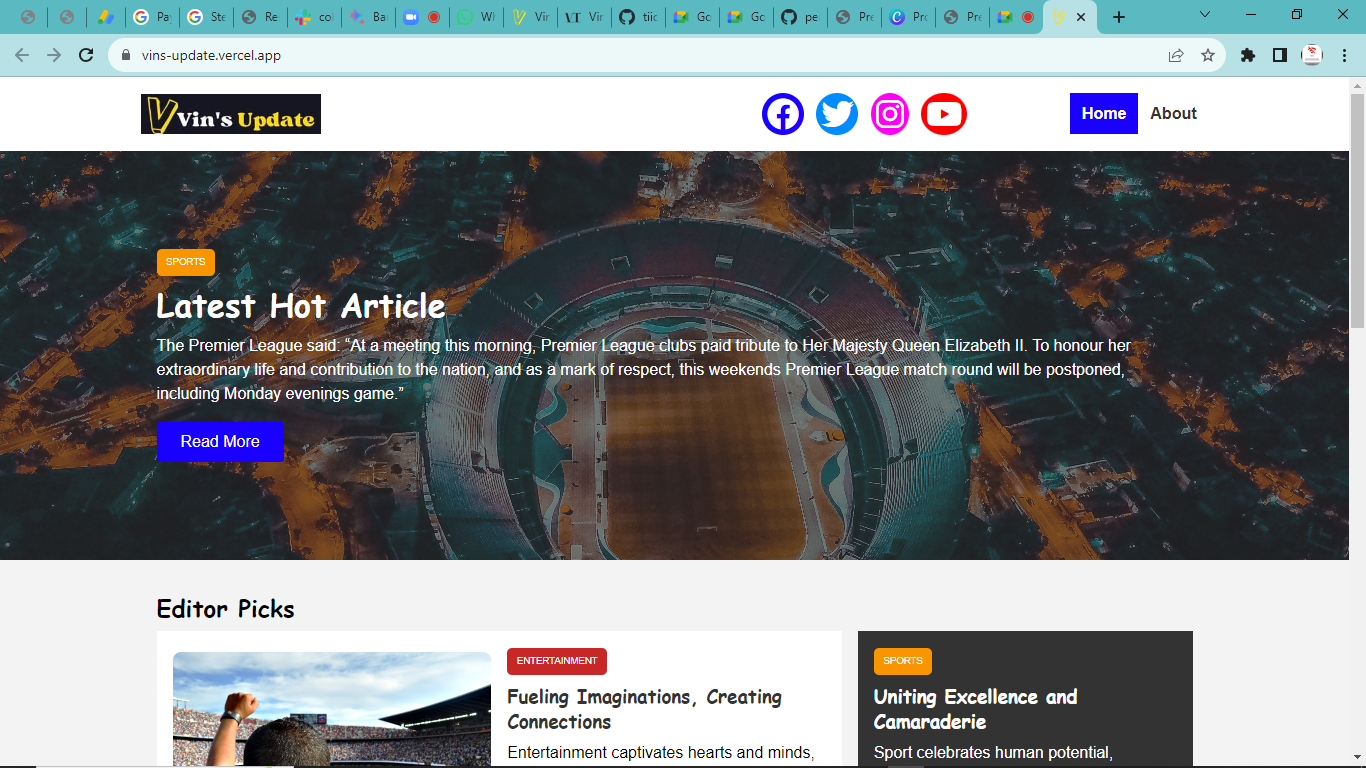 Pa
Ste
Re
col
Ba
Wh
Vir
VT
Vir
tiic
Go
Go
pe
Pre
Pro
Pro
Pre
vins-update.vercel.app
Vin's Update
Home
About
SPORTS
Latest Hot Article
The Premier League said: “At a meeting this morning, Premier League clubs paid tribute to Her Majesty Queen Elizabeth II. To honour her
extraordinary life and contribution to the nation, and as a mark of respect, this weekends Premier League match round will be postponed,
including Monday evenings game.”
Read More
Editor Picks
ENTERTAINMENT
Fueling Imaginations, Creating
Connections
Entertainment captivates hearts and minds,
SPORTS
Uniting Excellence and
Camaraderie
Sport celebrates human potential,